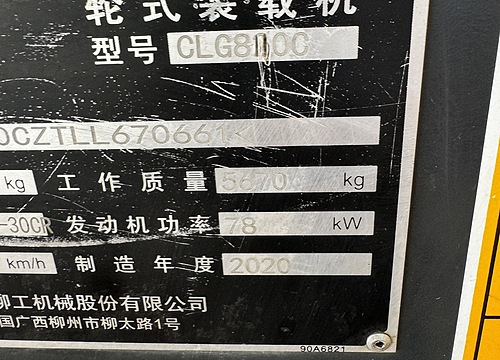 轮式装载机
型号 CLG8
0CZTLL670661
kg 工作质量 5670 kg
-30CR 发动机功率 78 kW
km/h 制造年度 2020
柳工机械股份有限公司
国广西柳州市柳太路1号
90A6821